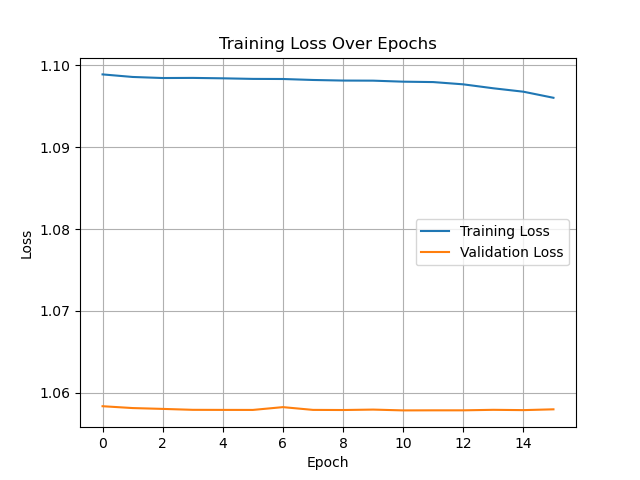 Training Loss Over Epochs
1.10
1.09
1.08
1.07
1.06
Loss
Training Loss
Validation Loss
0 2 4 6 8 10 12 14
Epoch